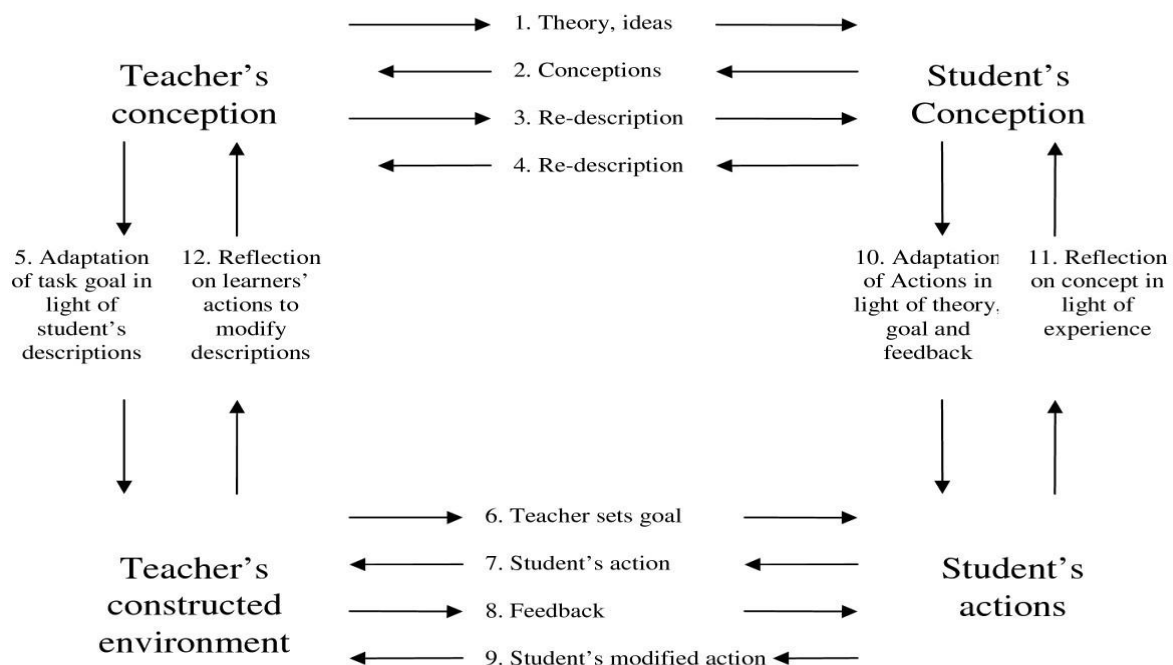 1. Theory, ideas
Teacher's
conception
2. Conceptions
Student's
Conception
3. Re-description
4. Re-description
5. Adaptation
of task goal in
light of
student's
descriptions
12. Reflection
on learners'
actions to
modify
descriptions
10. Adaptation
of Actions in
light of theory,
goal and
feedback
11. Reflection
on concept in
light of
experience
6. Teacher sets goal
Teacher's
constructed
environment
7. Student's action
8. Feedback
9. Student's modified action
Student's
actions